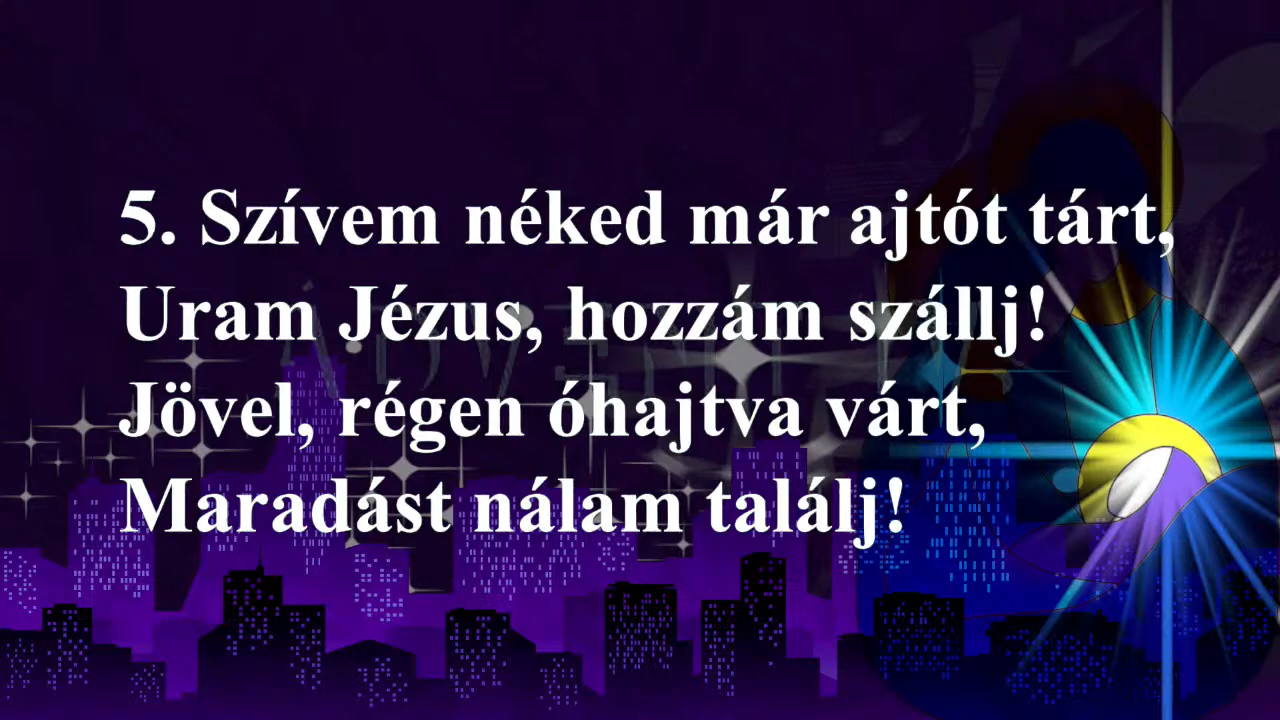 5. Szívem néked már ajtót tárt,
Uram Jézus, hozzám szállj!
Jövel, régen óhajtva várt,
Maradást nálam találj!